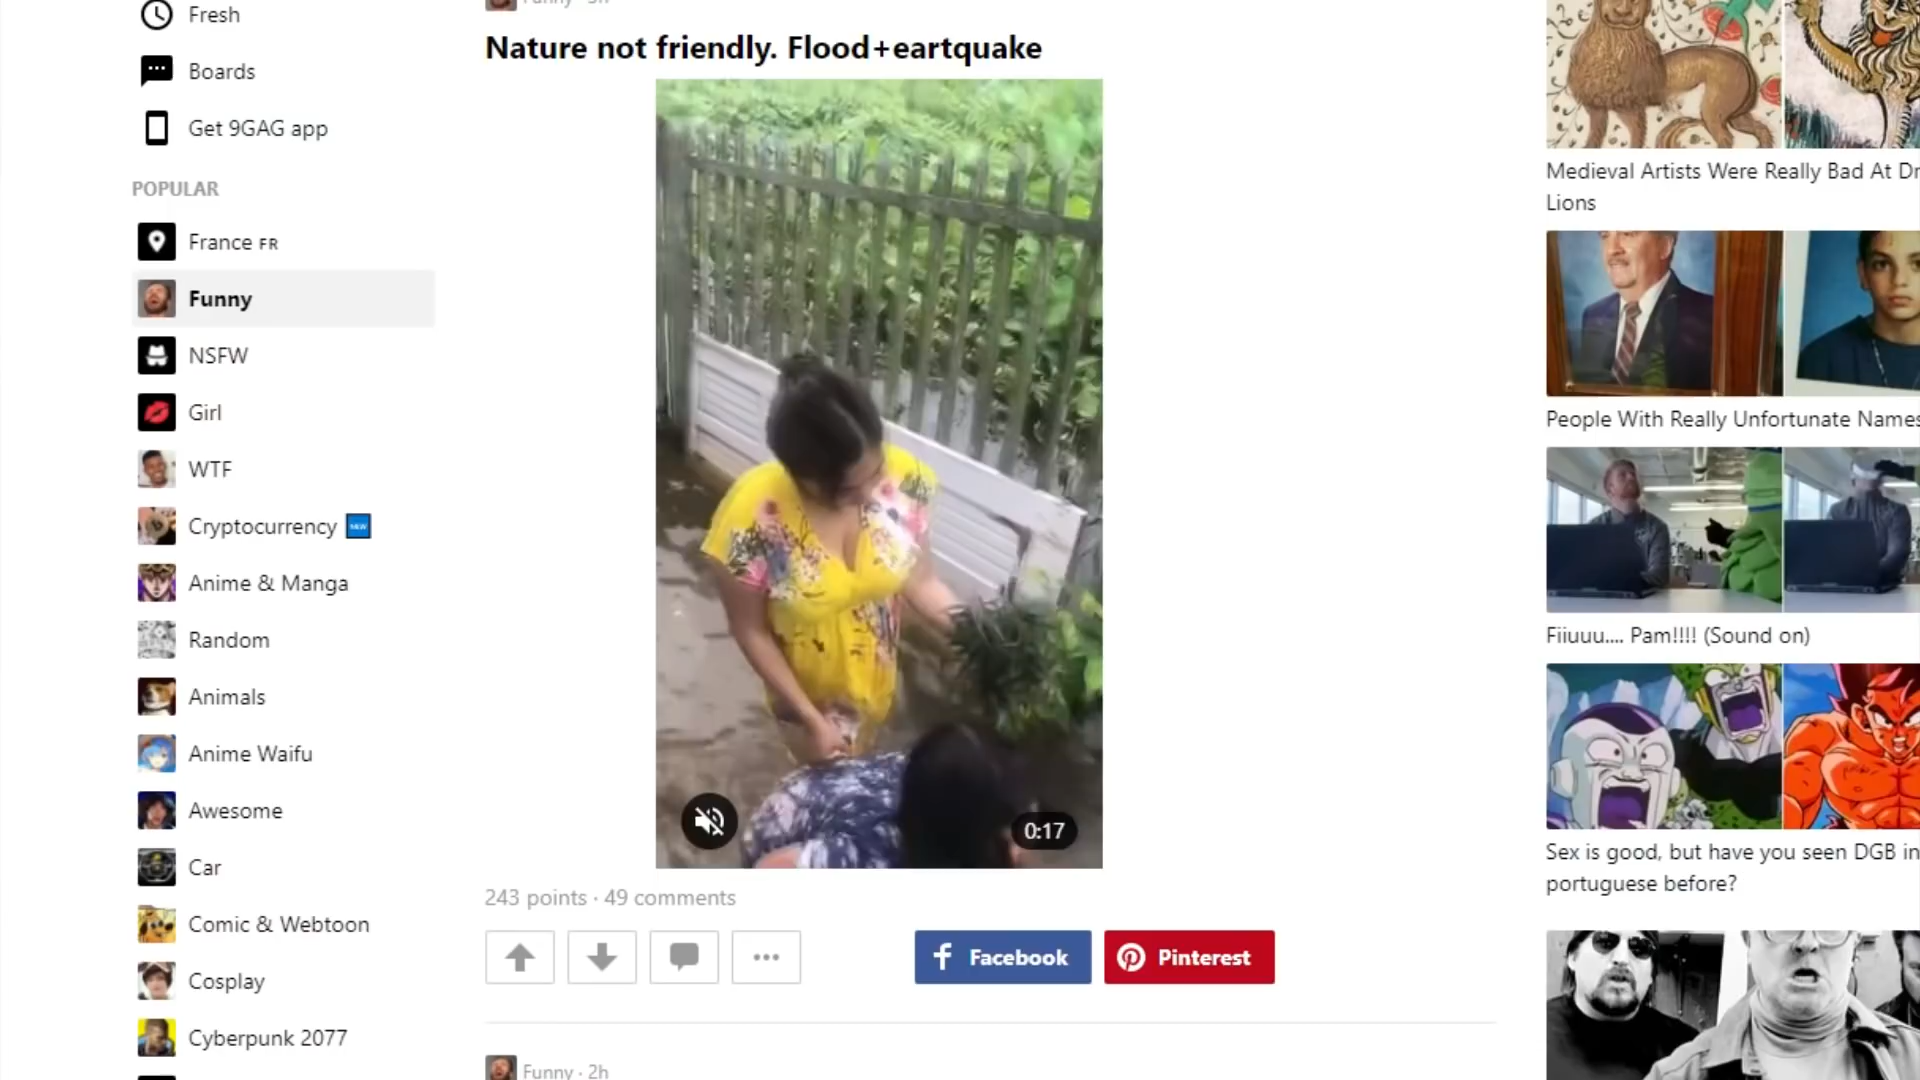 Fresh
Boards
Get 9GAG app
POPULAR
France FR
Funny
NSFW
Girl
WTF
Cryptocurrency NEW
Anime & Manga
Random
Animals
Anime Waifu
Awesome
Car
Comic & Webtoon
Cosplay
Cyberpunk 2077
Nature not friendly. Flood+eartquake
0:17
243 points · 49 comments
Facebook
Pinterest
Funny · 2h
Medieval Artists Were Really Bad At Dr
Lions
People With Really Unfortunate Names
Fiiuuu.... Pam!!!! (Sound on)
Sex is good, but have you seen DGB in
portuguese before?